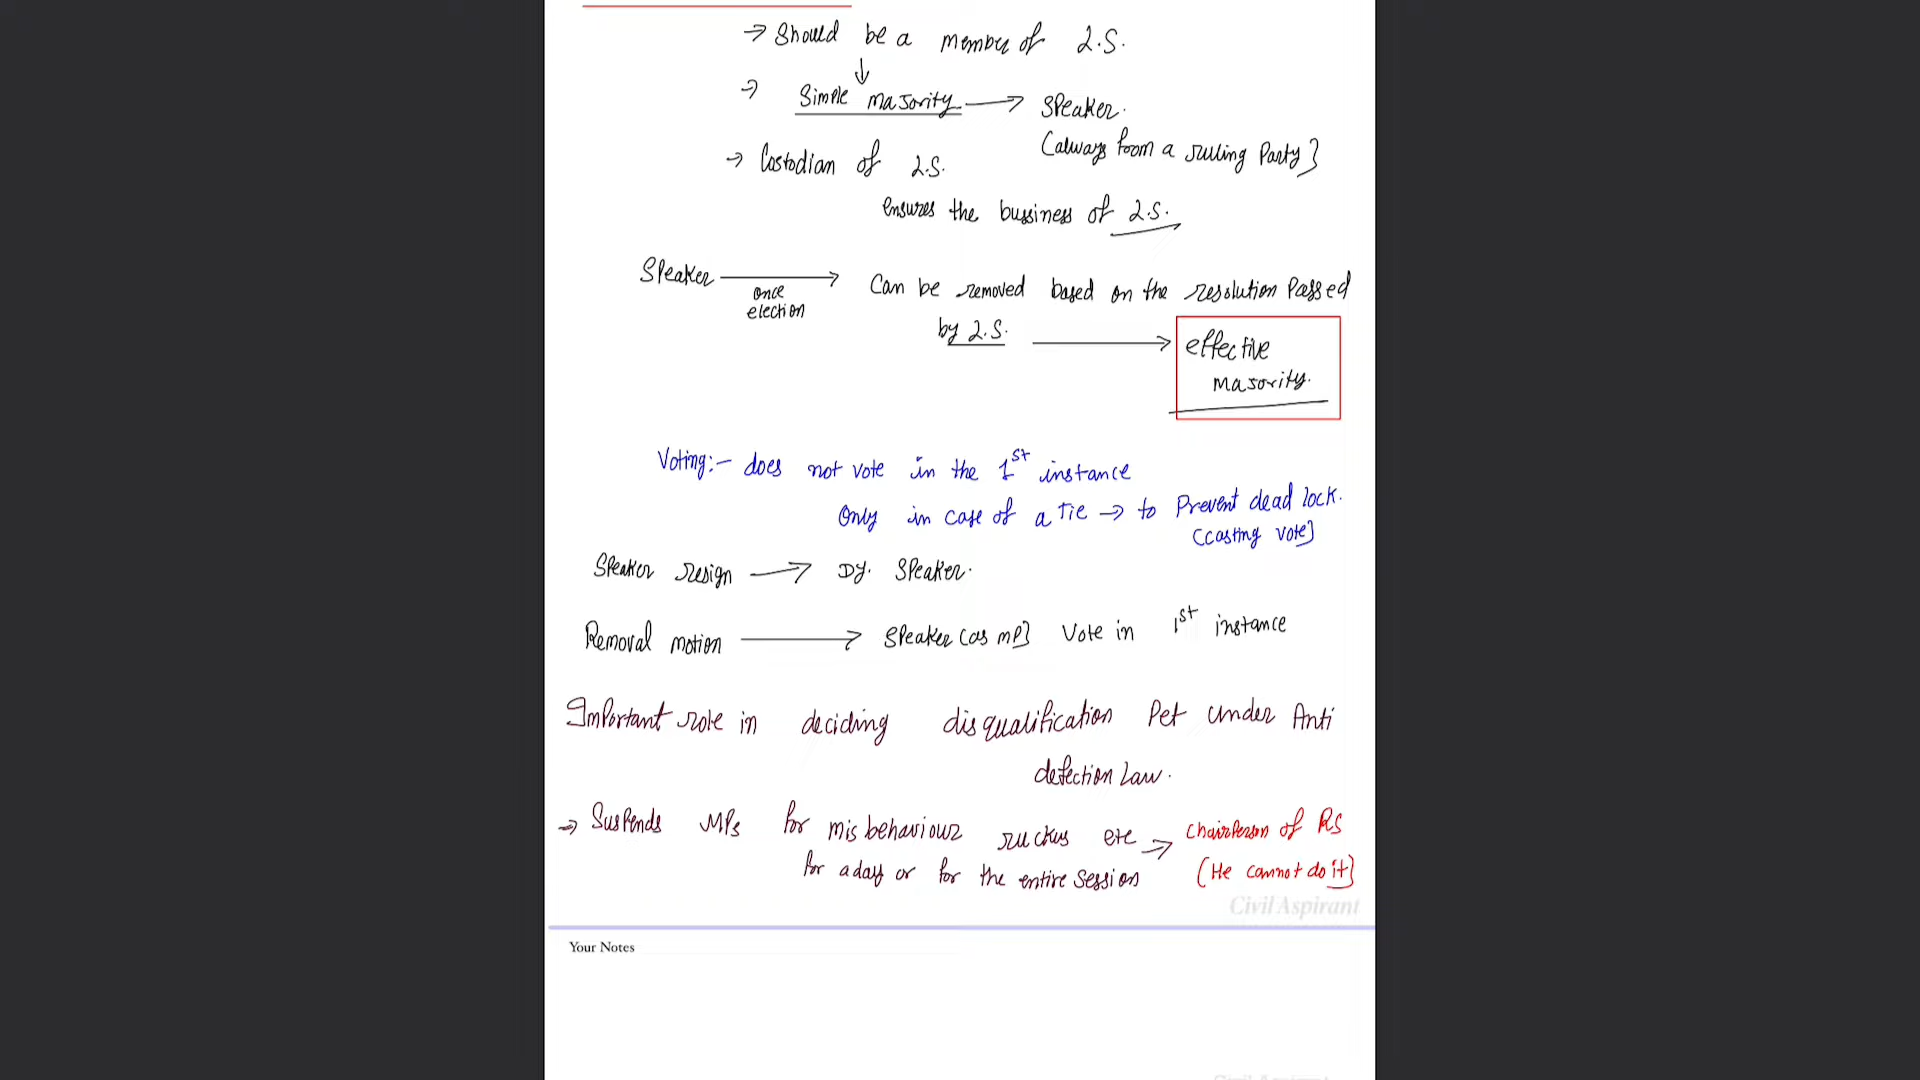 → Should be a member of L.S.
→ Simple majority → Speaker.
(always from a rulling Party)
→ Costodian of L.S.
ensures the bussiness of L.S.
Speaker → Can be removed based on the resolution Passed
once
election
by L.S. → effective
majority.
Voting:- does not vote in the 1st instance
Only in case of a Tie → to Prevent dead lock.
(casting vote)
Speaker resign → Dy. Speaker.
Removal motion → Speaker (as MP) Vote in 1st instance
Important role in deciding disqualification Pet under Anti
defection Law.
→ Suspends MPs for misbehaviour ruckus etc → Chairperson of RS
for a day or for the entire session (He cannot do it)
Civil Aspirant
Your Notes